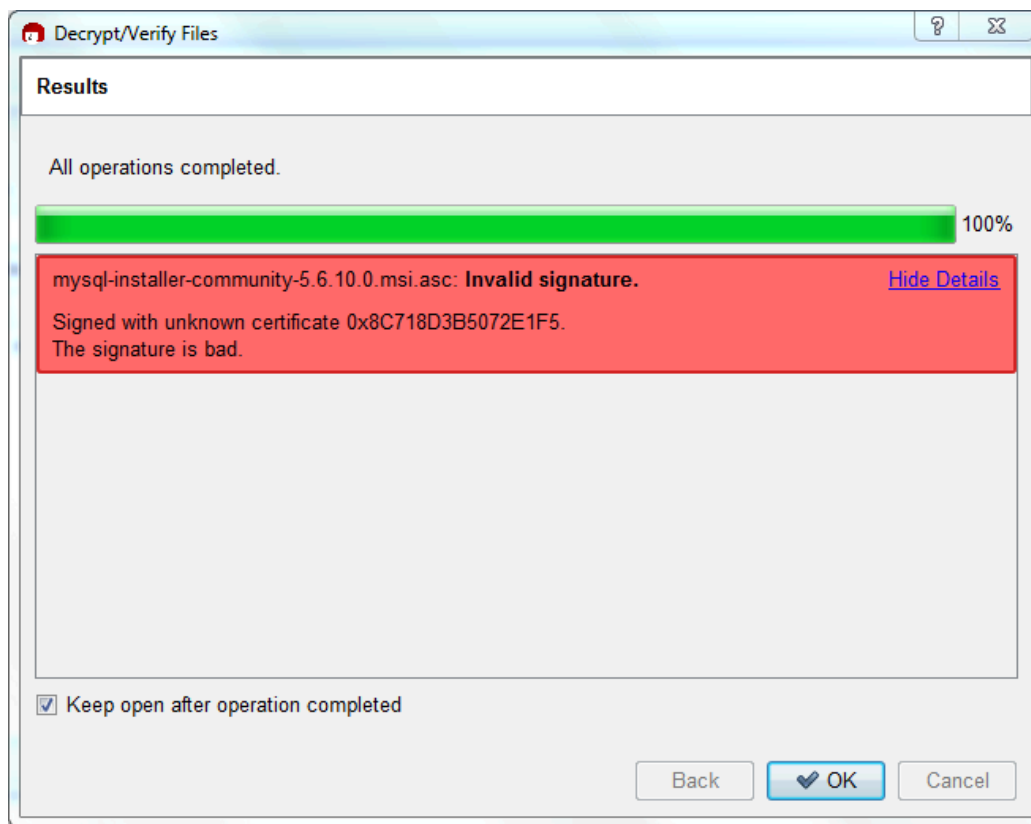 Decrypt/Verify Files
?
Results
All operations completed.
100%
mysql-installer-community-5.6.10.0.msi.asc: Invalid signature. Hide Details
Signed with unknown certificate 0x8C718D3B5072E1F5.
The signature is bad.
Keep open after operation completed
Back OK Cancel